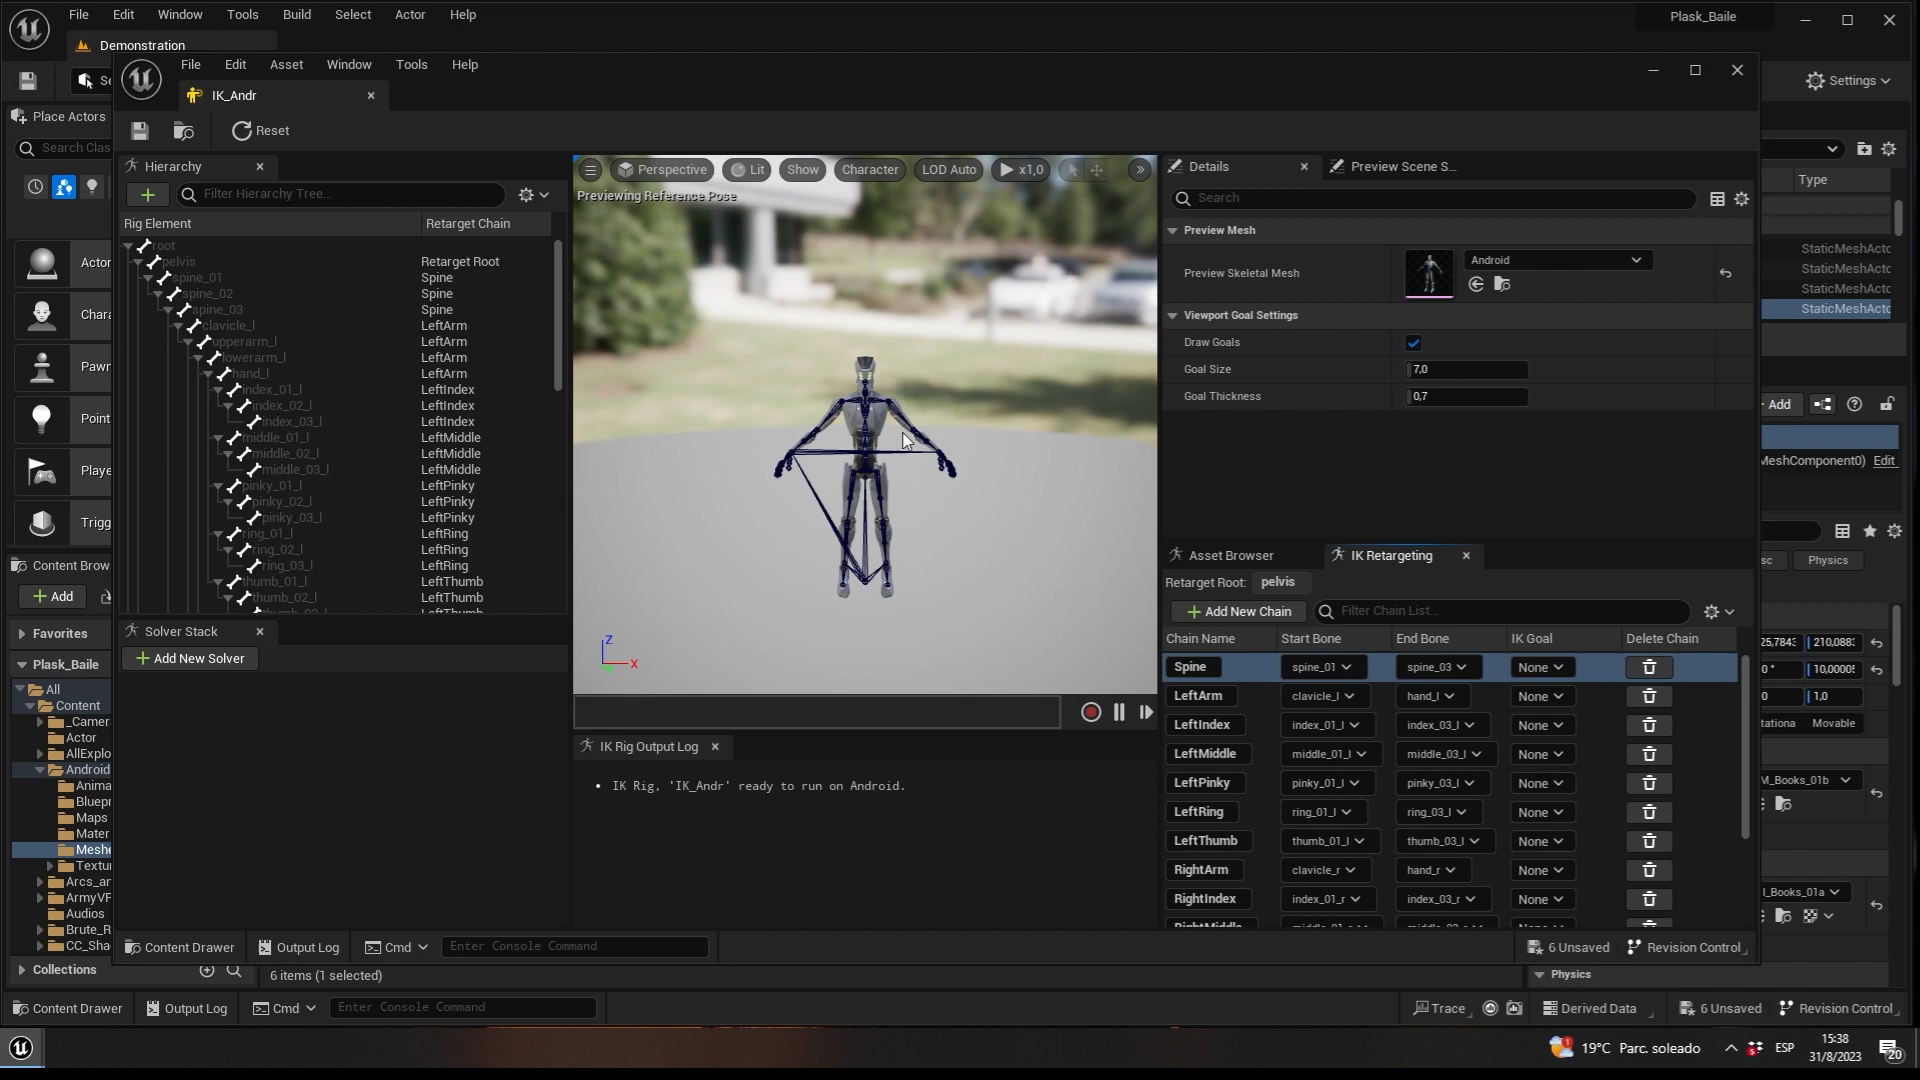 File Edit Window Tools Build Select Actor Help
Plask_Baile
Demonstration
File Edit Asset Window Tools Help
Settings
IK_Andr
Place Actors
Reset
Search Clas
Hierarchy
Details
Preview Scene S...
Perspective Lit Show Character LOD Auto x1,0
Type
Filter Hierarchy Tree...
Previewing Reference Pose
Search
Rig Element Retarget Chain
Preview Mesh
root
pelvis Retarget Root
spine_01 Spine
spine_02 Spine
spine_03 Spine
clavicle_l LeftArm
upperarm_l LeftArm
lowerarm_l LeftArm
hand_l LeftArm
index_01_l LeftIndex
index_02_l LeftIndex
index_03_l LeftIndex
middle_01_l LeftMiddle
middle_02_l LeftMiddle
middle_03_l LeftMiddle
pinky_01_l LeftPinky
pinky_02_l LeftPinky
pinky_03_l LeftPinky
ring_01_l LeftRing
ring_02_l LeftRing
ring_03_l LeftRing
thumb_01_l LeftThumb
thumb_02_l LeftThumb
Actor
Chara
Pawn
Point
Playe
Trigg
Preview Skeletal Mesh Android
Viewport Goal Settings
Draw Goals
Goal Size 7,0
Goal Thickness 0,7
StaticMeshActo
StaticMeshActo
StaticMeshActo
StaticMeshActo
Add
MeshComponent0) Edit
Physics
Content Brow
Add
Favorites
Plask_Baile
All
Content
_Camer
Actor
AllExplo
Android
Anima
Bluepr
Maps
Mater
Meshe
Textur
Arcs_ar
ArmyVF
Audios
Brute_R
CC_Sha
Collections
Solver Stack
Add New Solver
Z
X
IK Rig Output Log
• IK Rig, 'IK_Andr' ready to run on Android.
Asset Browser
IK Retargeting
Retarget Root: pelvis
Add New Chain
Filter Chain List...
Chain Name Start Bone End Bone IK Goal Delete Chain
Spine spine_01 spine_03 None
LeftArm clavicle_l hand_l None
LeftIndex index_01_l index_03_l None
LeftMiddle middle_01_l middle_03_l None
LeftPinky pinky_01_l pinky_03_l None
LeftRing ring_01_l ring_03_l None
LeftThumb thumb_01_l thumb_03_l None
RightArm clavicle_r hand_r None
RightIndex index_01_r index_03_r None
0 ° 10,0000
1,0
Movable
M_Books_01b
_Books_01a
Content Drawer Output Log Cmd Enter Console Command
6 Unsaved Revision Control
6 items (1 selected)
Physics
Content Drawer Output Log Cmd Enter Console Command
Trace Derived Data 6 Unsaved Revision Control
19°C Parc. soleado
ESP
15:38
31/8/2023
20